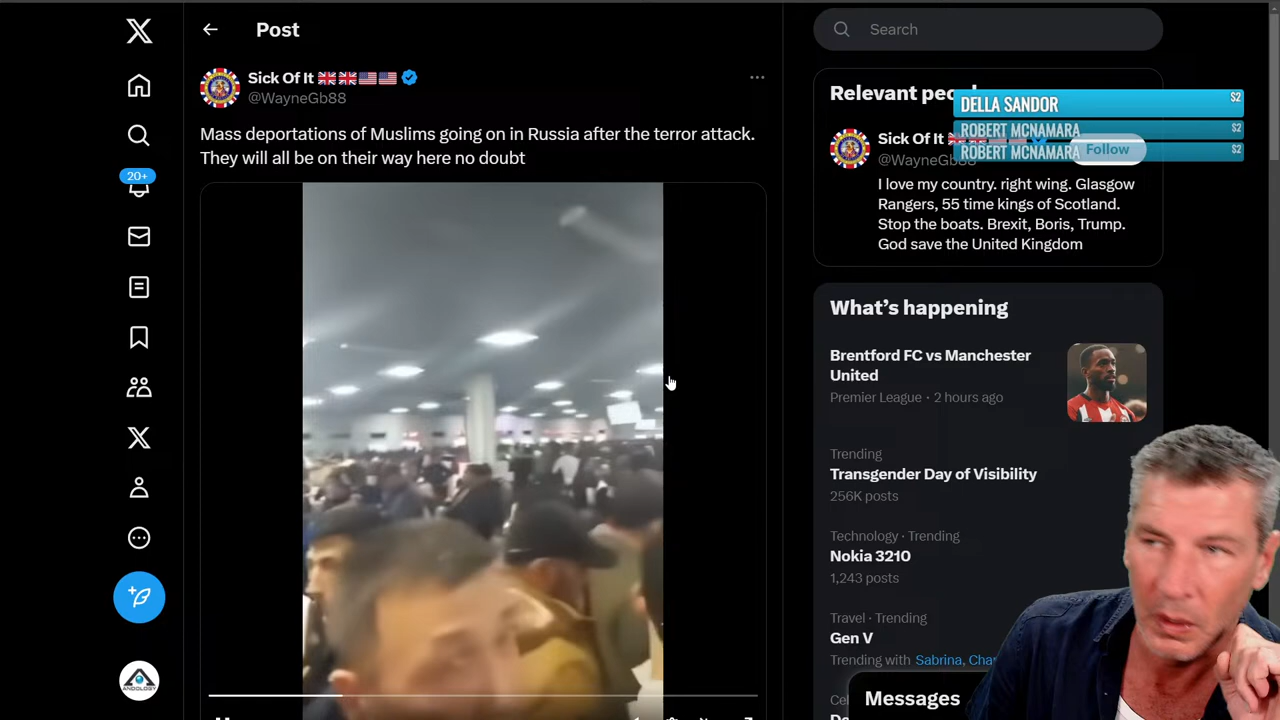 Post
Sick Of It
@WayneGb88
Mass deportations of Muslims going on in Russia after the terror attack.
They will all be on their way here no doubt
20+
Search
Relevant
DELLA SANDOR $2
ROBERT MCNAMARA $2
ROBERT MCNAMARA $2
Sick Of It
@WayneGb88
Follow
I love my country. right wing. Glasgow
Rangers, 55 time kings of Scotland.
Stop the boats. Brexit, Boris, Trump.
God save the United Kingdom
What's happening
Brentford FC vs Manchester
United
Premier League · 2 hours ago
Trending
Transgender Day of Visibility
256K posts
Technology · Trending
Nokia 3210
1,243 posts
Travel · Trending
Gen V
Trending with Sabrina,
Messages
ANDOLOGY